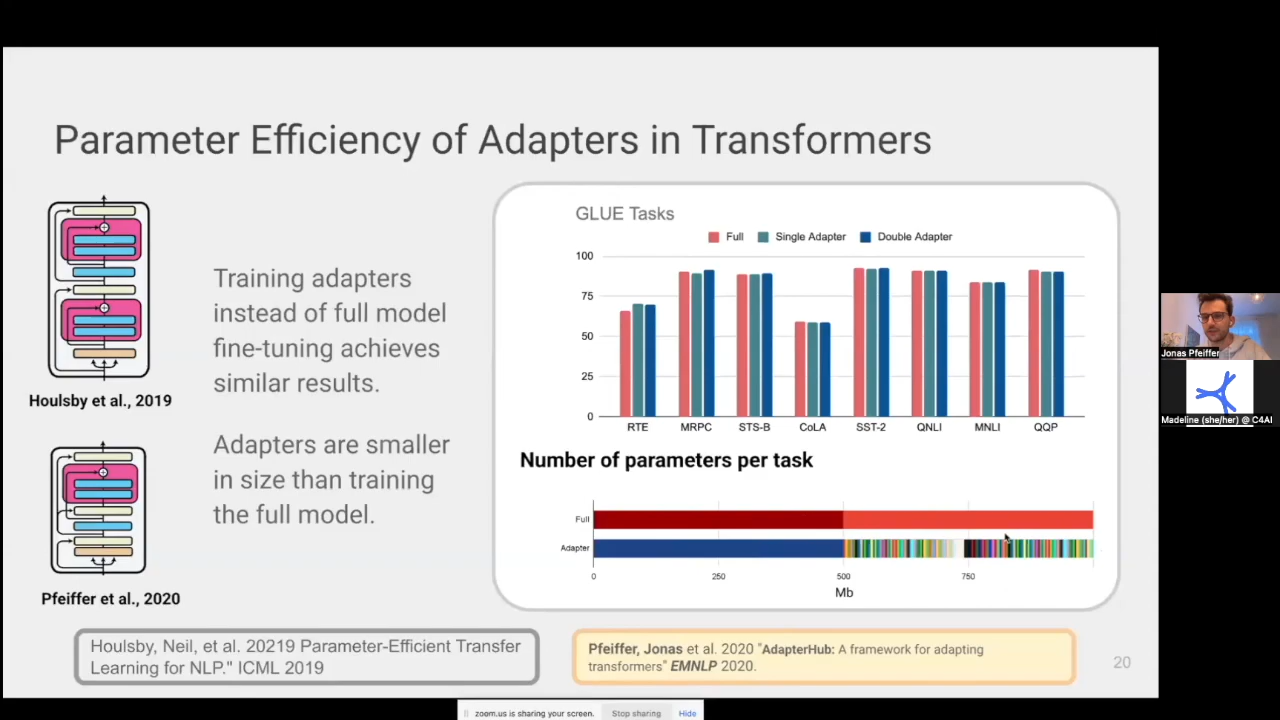 Parameter Efficiency of Adapters in Transformers
Houlsby et al., 2019
Pfeiffer et al., 2020
Training adapters
instead of full model
fine-tuning achieves
similar results.
Adapters are smaller
in size than training
the full model.
GLUE Tasks
Full Single Adapter Double Adapter
100
75
50
25
0
RTE MRPC STS-B CoLA SST-2 QNLI MNLI QQP
Number of parameters per task
Full
Adapter
0 250 500 750
Mb
Houlsby, Neil, et al. 20219 Parameter-Efficient Transfer
Learning for NLP." ICML 2019
Pfeiffer, Jonas et al. 2020 "AdapterHub: A framework for adapting
transformers" EMNLP 2020.
20
Jonas Pfeiffer
Madeline (she/her) @ C4AI
zoom.us is sharing your screen. Stop sharing Hide